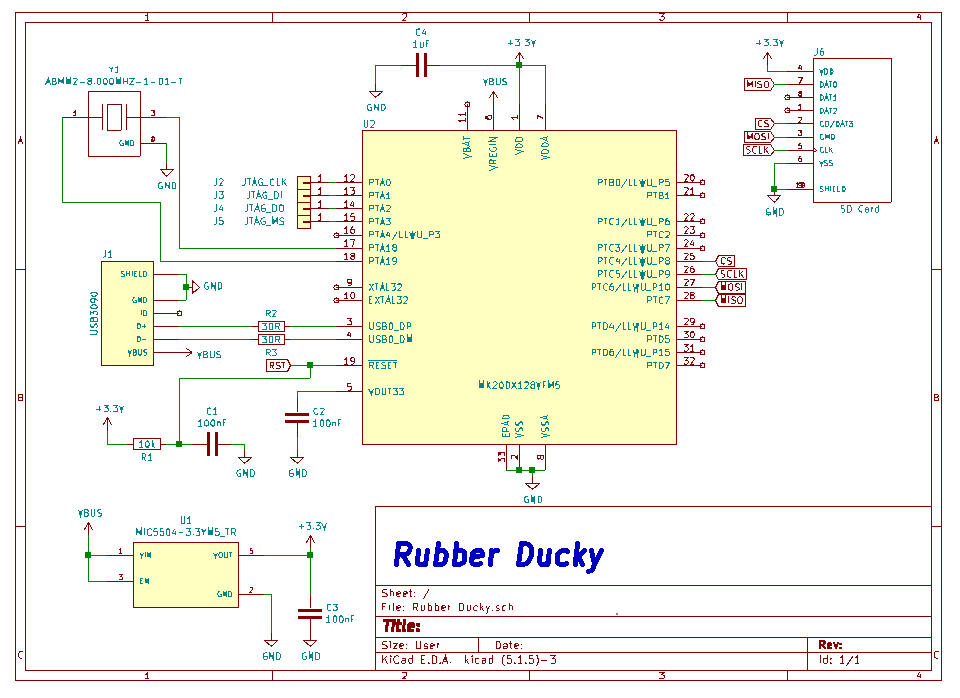 1 2 3 4
A A
B B
C C
Y1
ABMM2-8.000MHZ-1-D1-T
1 3
GND
GND
C4
1uF
GND
+3.3V
VBUS
U2
11 6 1 7
VBAT VREGIN VDD VDDA
J2 JTAG_CLK 1 12 PTA0
J3 JTAG_DI 1 13 PTA1
J4 JTAG_DO 1 14 PTA2
J5 JTAG_MS 1 15 PTA3
16 PTA4/LLWU_P3
17 PTA18
18 PTA19
9 XTAL32
10 EXTAL32
3 USB0_DP
4 USB0_DM
19 RESET
5 VOUT33
PTB0/LLWU_P5 20
PTB1 21
PTC1/LLWU_P6 22
PTC2 23
PTC3/LLWU_P7 24
PTC4/LLWU_P8 25 CS
PTC5/LLWU_P9 26 SCLK
PTC6/LLWU_P10 27 MOSI
PTC7 28 MISO
PTD4/LLWU_P14 29
PTD5 30
PTD6/LLWU_P15 31
PTD7 32
MK20DX128VFM5
EPAD VSS VSSA
33 2 8
GND
J1
USB3090
SHIELD
GND
ID
D+
D-
VBUS
GND
VBUS
R2
30R
30R
R3
RST
+3.3V
10k
R1
C1
100nF
GND
C2
100nF
GND
+3.3V
J6
4 VDD
MISO 7 DAT0
DAT1
DAT2
CS 2 CD/DAT3
MOSI 3 CMD
SCLK 5 CLK
6 VSS
SHIELD
GND
SD Card
VBUS
U1
MIC5504-3.3YM5_TR
1 VIN VOUT 5
3 EN
GND 2
+3.3V
C3
100nF
GND GND
Rubber Ducky
Sheet: /
File: Rubber Ducky.sch
Title:
Size: User Date: Rev:
KiCad E.D.A. kicad (5.1.5)-3 Id: 1/1
1 2 3 4